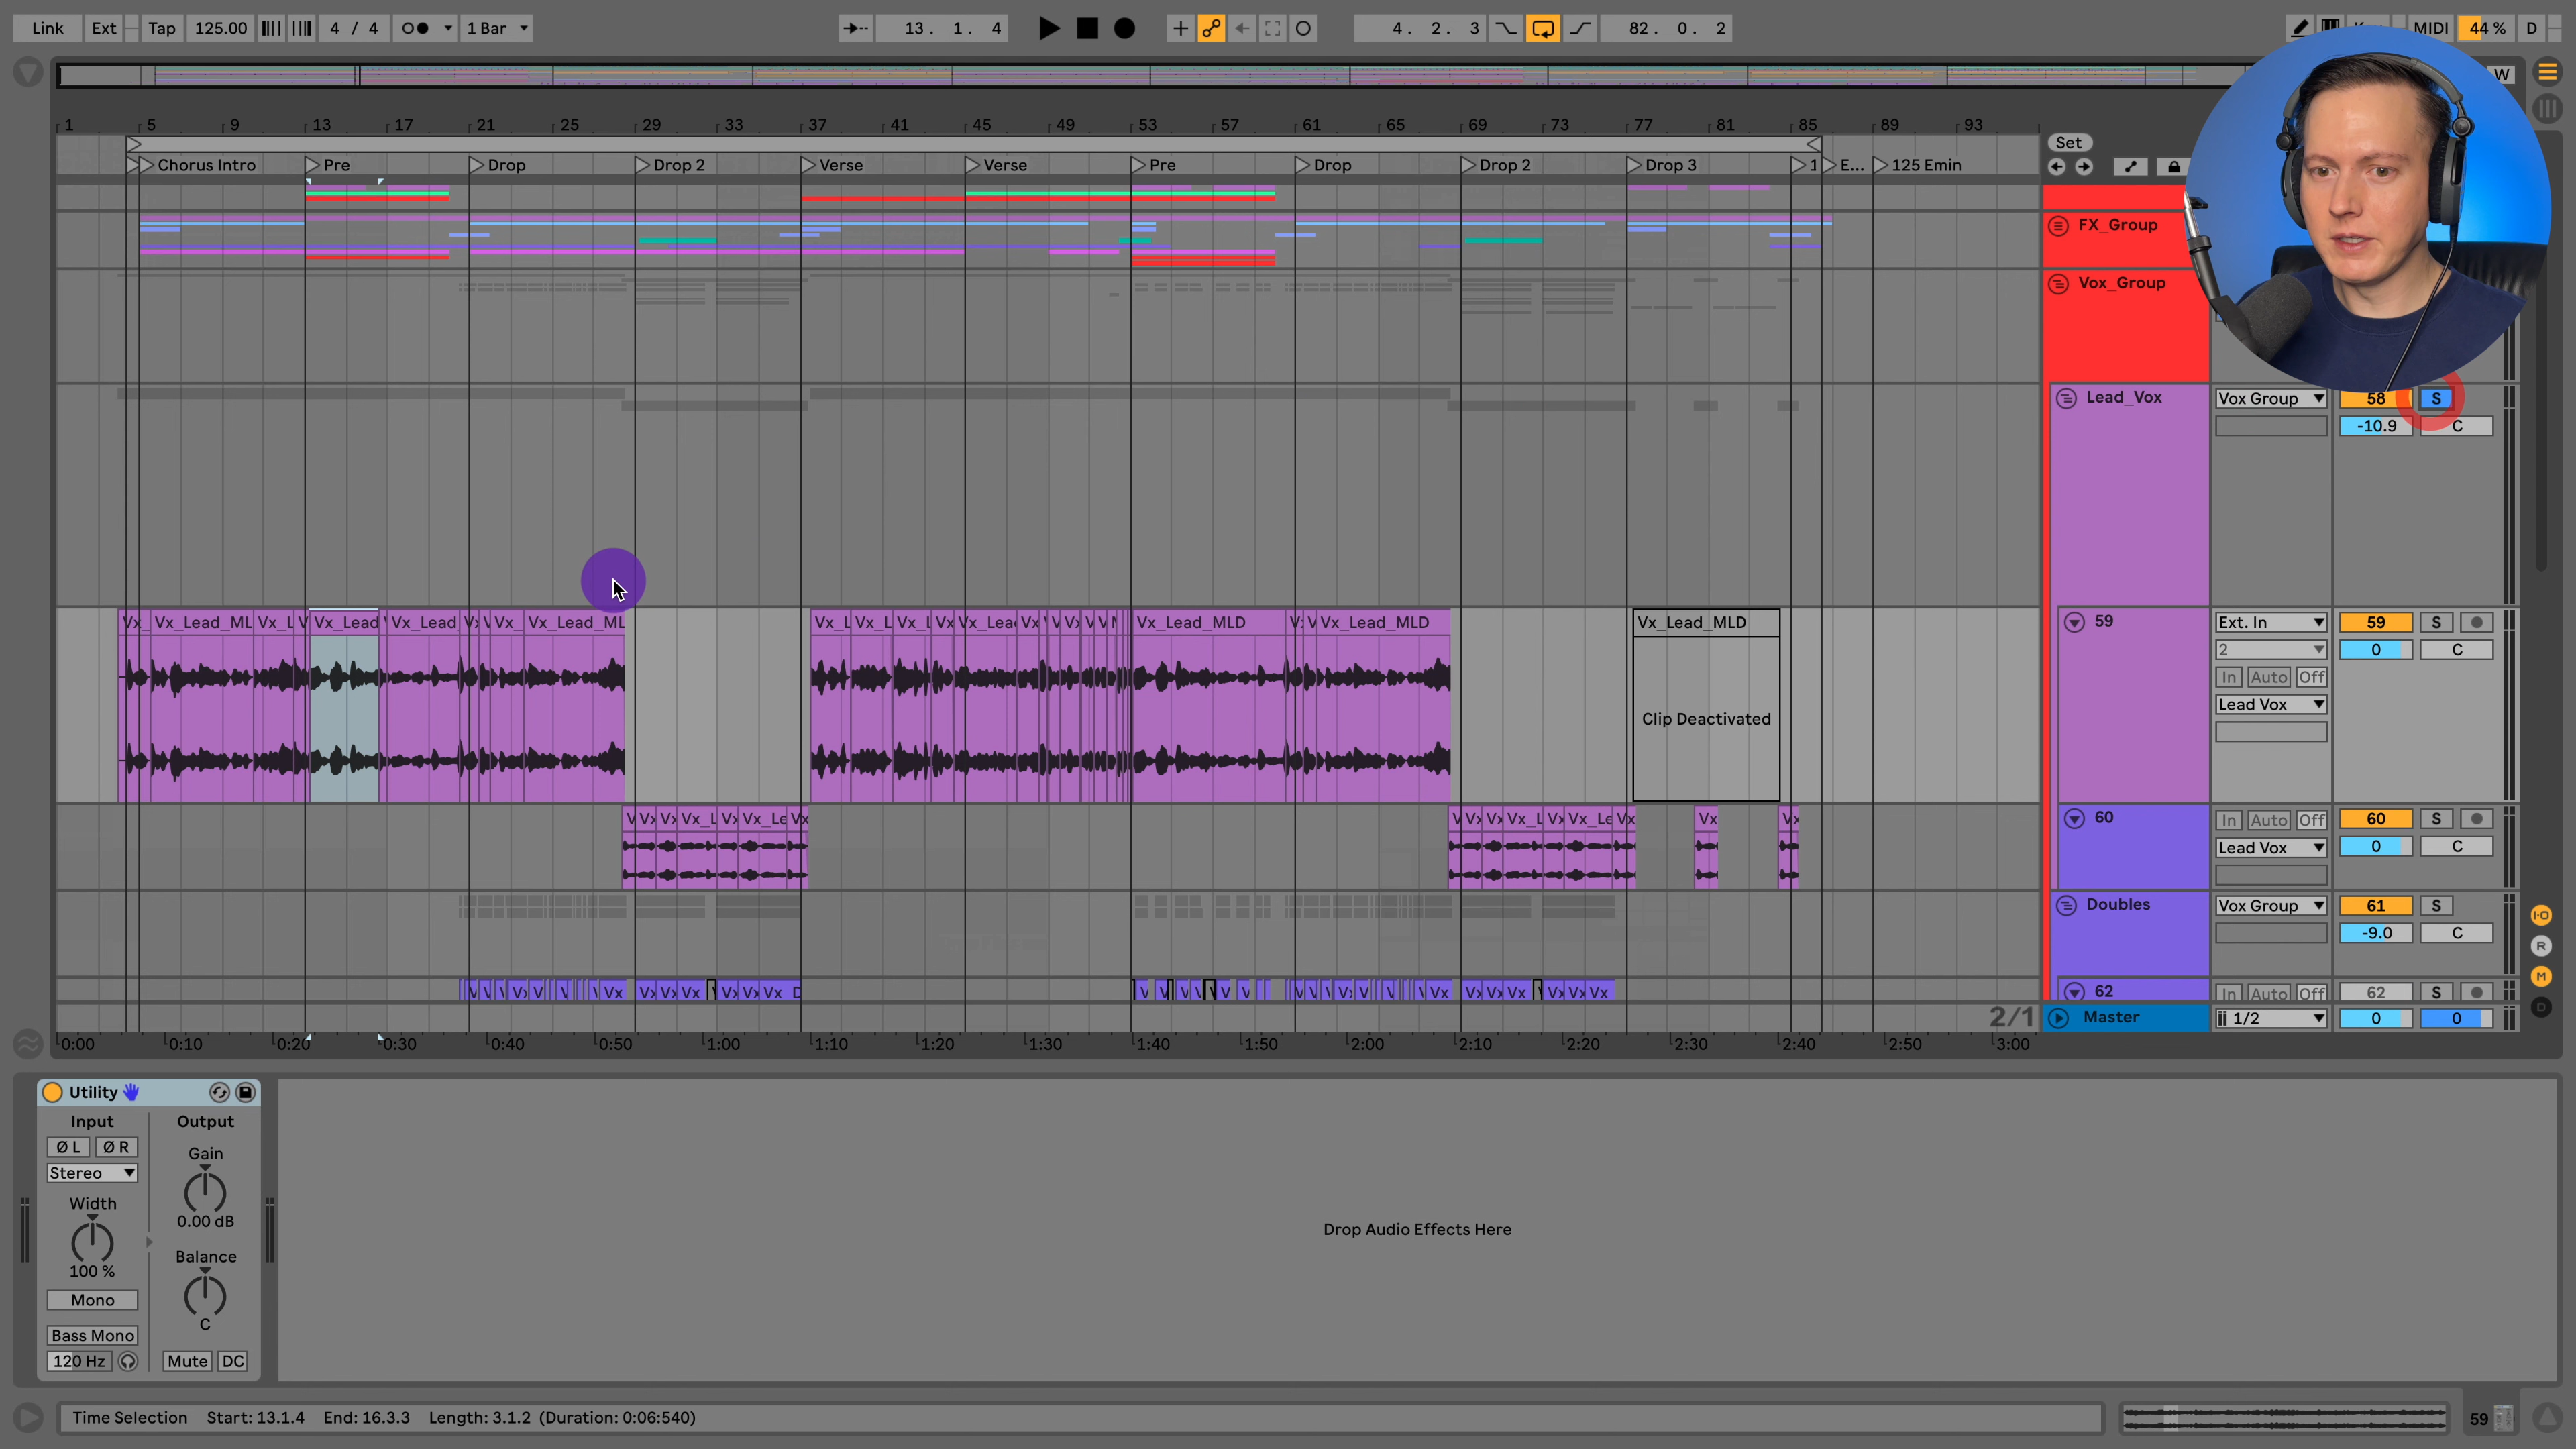 Link Ext Tap 125.00 4 / 4 1 Bar 13. 1. 4 4. 2. 3 82. 0. 2 MIDI 44 % D
W
1 5 9 13 17 21 25 29 33 37 41 45 49 53 57 61 65 69 73 77 81 85 89 93
Set
Chorus Intro Pre Drop Drop 2 Verse Verse Pre Drop Drop 2 Drop 3 1 E... 125 Emin
FX_Group
Vox_Group
Lead_Vox Vox Group 58 S
-10.9 C
Vx_ Vx_Lead_ML Vx_L V Vx_Lead Vx_Lead Vx_ Vx_Lead_ML Vx_L Vx_L Vx_L Vx Vx_Lea Vx V V Vx_Lead_MLD V Vx_Lead_MLD Vx_Lead_MLD
59 Ext. In 59 S
2 0 C
In Auto Off
Lead Vox
Clip Deactivated
V Vx Vx Vx_L Vx Vx_Le Vx V Vx Vx Vx_L Vx Vx_Le Vx Vx Vx
60 In Auto Off 60 S
Lead Vox 0 C
Doubles Vox Group 61 S
-9.0 C
62 In Auto Off 62 S
2/1 Master 1/2 0 0
0:00 0:10 0:20 0:30 0:40 0:50 1:00 1:10 1:20 1:30 1:40 1:50 2:00 2:10 2:20 2:30 2:40 2:50 3:00
I·O
R
M
D
Utility
Input Output
Ø L Ø R
Gain
Stereo
Width
0.00 dB
Balance
100 %
Mono
C
Bass Mono
120 Hz Mute DC
Drop Audio Effects Here
Time Selection Start: 13.1.4 End: 16.3.3 Length: 3.1.2 (Duration: 0:06:540)
59